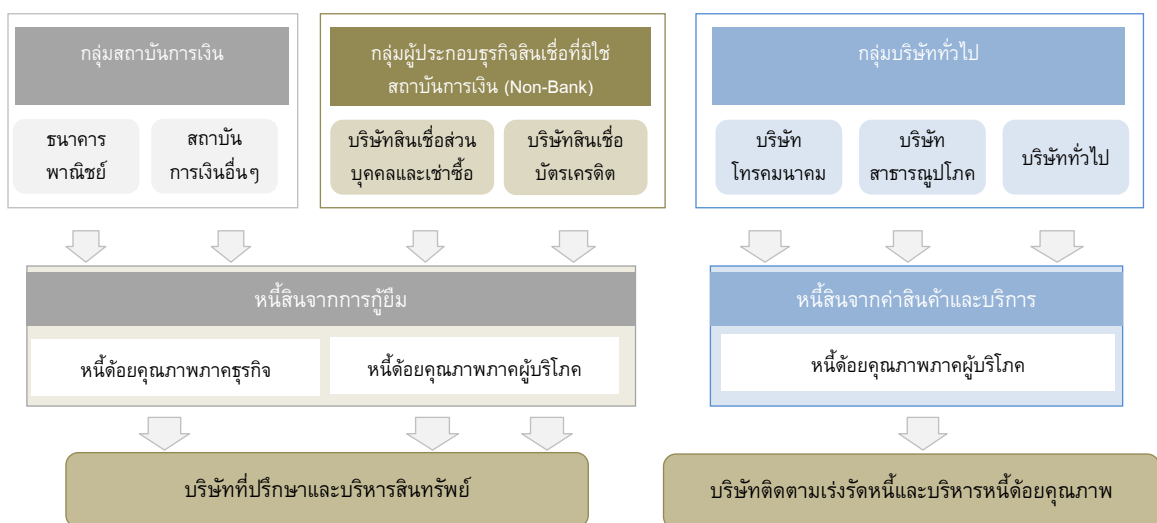 กลุ่มสถาบันการเงิน
ธนาคาร
พาณิชย์
สถาบัน
การเงินอื่นๆ
กลุ่มผู้ประกอบธุรกิจสินเชื่อที่มิใช่
สถาบันการเงิน (Non-Bank)
บริษัทสินเชื่อส่วน
บุคคลและเช่าซื้อ
บริษัทสินเชื่อ
บัตรเครดิต
กลุ่มบริษัททั่วไป
บริษัท
โทรคมนาคม
บริษัท
สาธารณูปโภค
บริษัททั่วไป
หนี้สินจากการกู้ยืม
หนี้ด้อยคุณภาพภาคธุรกิจ
หนี้ด้อยคุณภาพภาคผู้บริโภค
หนี้สินจากค่าสินค้าและบริการ
หนี้ด้อยคุณภาพภาคผู้บริโภค
บริษัทที่ปรึกษาและบริหารสินทรัพย์
บริษัทติดตามเร่งรัดหนี้และบริหารหนี้ด้อยคุณภาพ